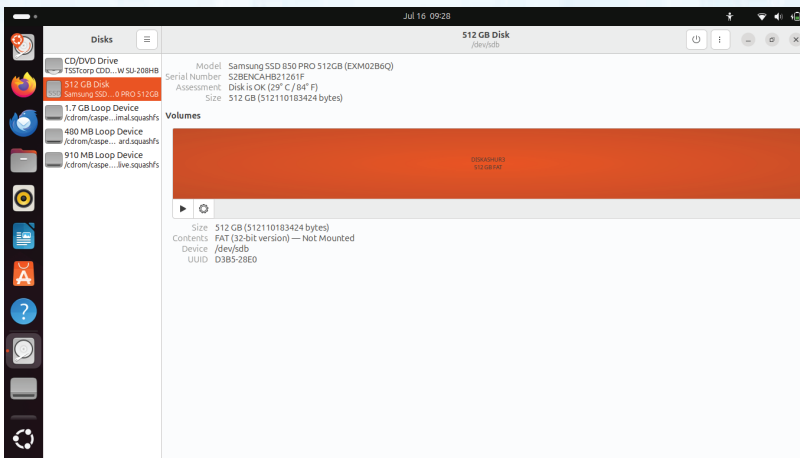 Jul 16 09:28
Disks
512 GB Disk
/dev/sdb
CD/DVD Drive
TSSTcorp CDD...W SU-208HB
512 GB Disk
Samsung SSD...0 PRO 512GB
1.7 GB Loop Device
/cdrom/caspe...imal.squashfs
480 MB Loop Device
/cdrom/caspe... ard.squashfs
910 MB Loop Device
/cdrom/caspe...live.squashfs
Model Samsung SSD 850 PRO 512GB (EXM02B6Q)
Serial Number S2BENCAHB21261F
Assessment Disk is OK (29° C / 84° F)
Size 512 GB (512110183424 bytes)
Volumes
512 GB FAT
Size 512 GB (512110183424 bytes)
Contents FAT (32-bit version) — Not Mounted
Device /dev/sdb
UUID D3B5-28E0